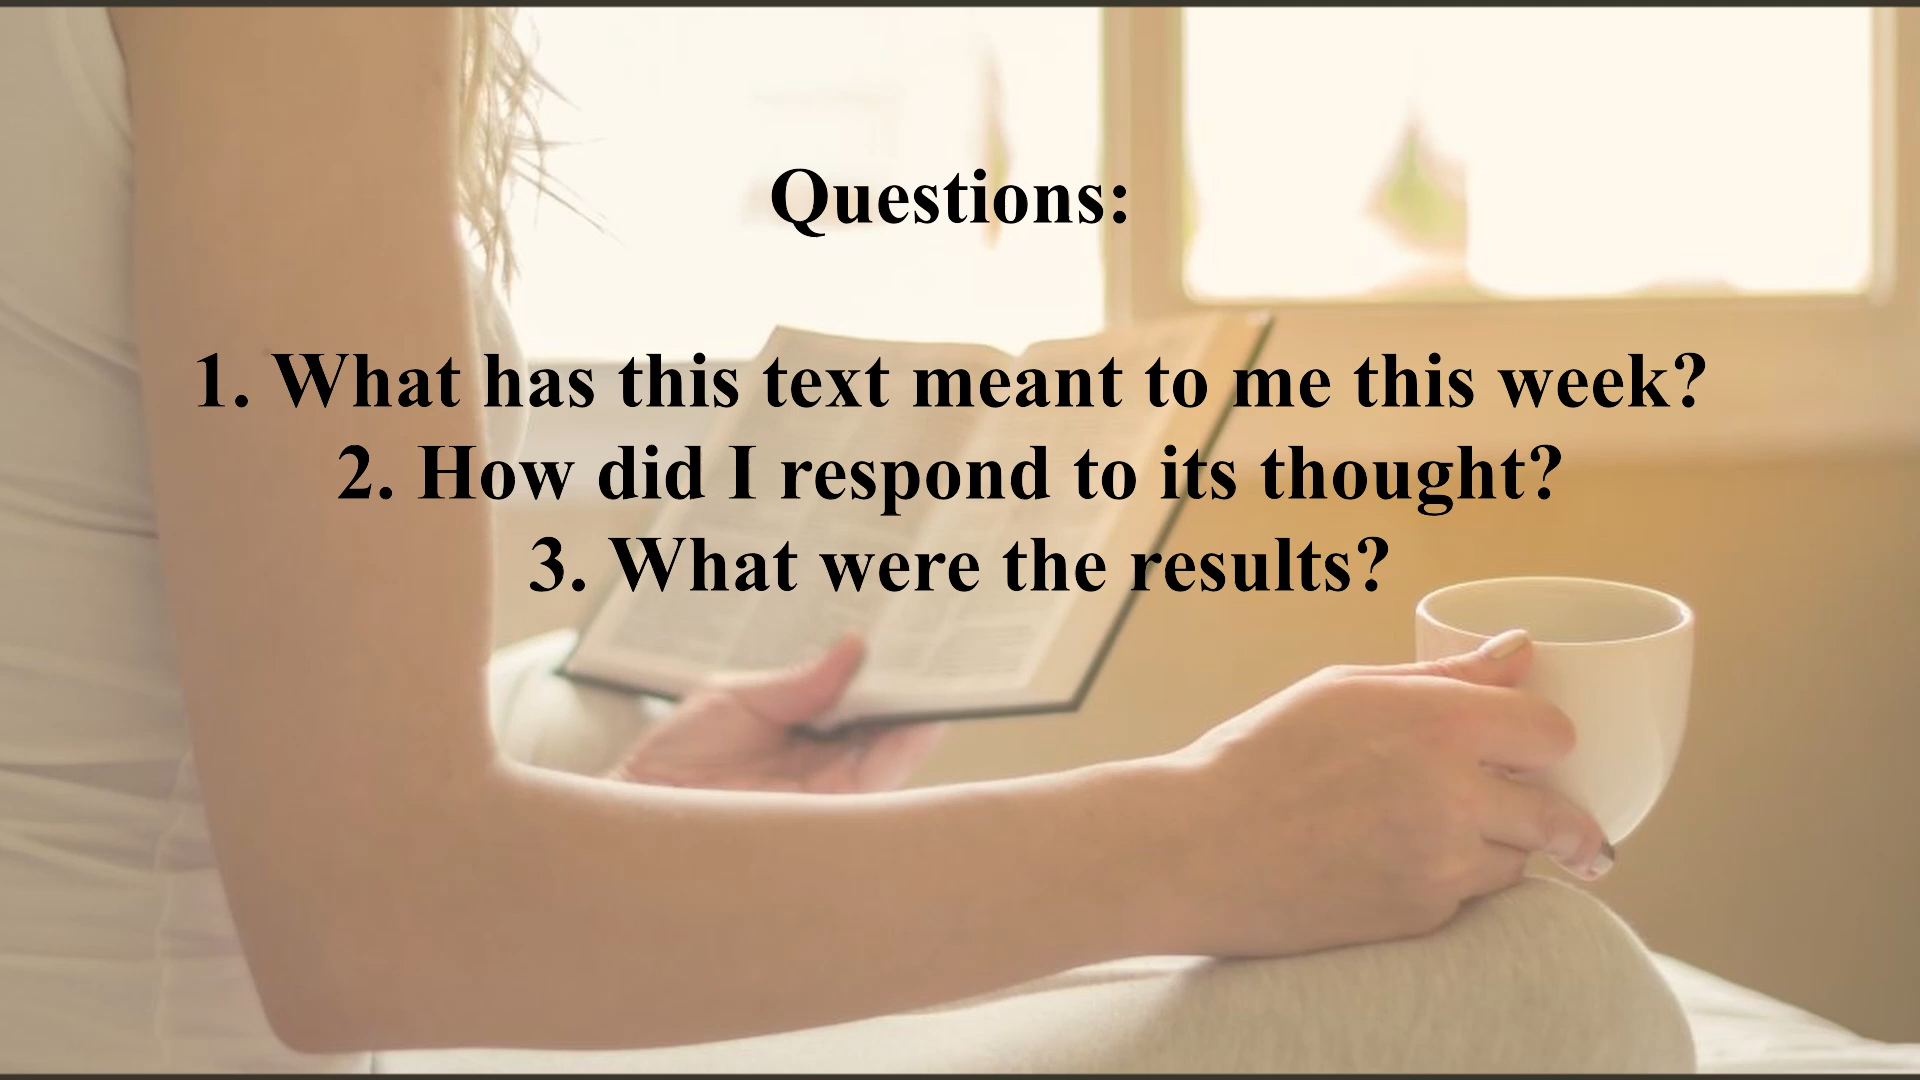 Questions:
1. What has this text meant to me this week?
2. How did I respond to its thought?
3. What were the results?